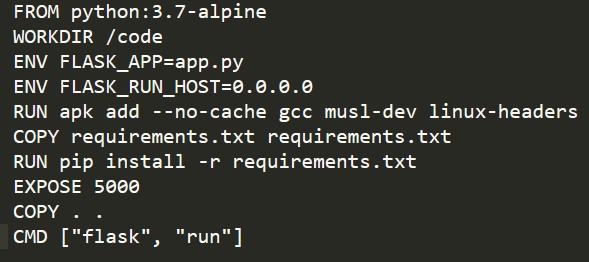 FROM python:3.7-alpine
WORKDIR /code
ENV FLASK_APP=app.py
ENV FLASK_RUN_HOST=0.0.0.0
RUN apk add --no-cache gcc musl-dev linux-headers
COPY requirements.txt requirements.txt
RUN pip install -r requirements.txt
EXPOSE 5000
COPY . .
CMD ["flask", "run"]